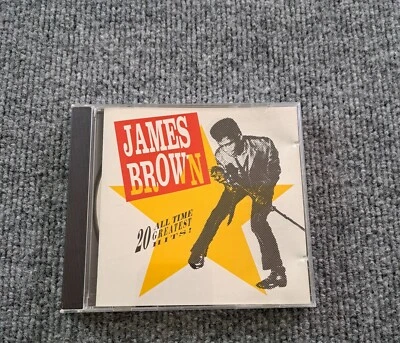 JAMES
BROWN
20 ALL TIME
GREATEST
HITS!